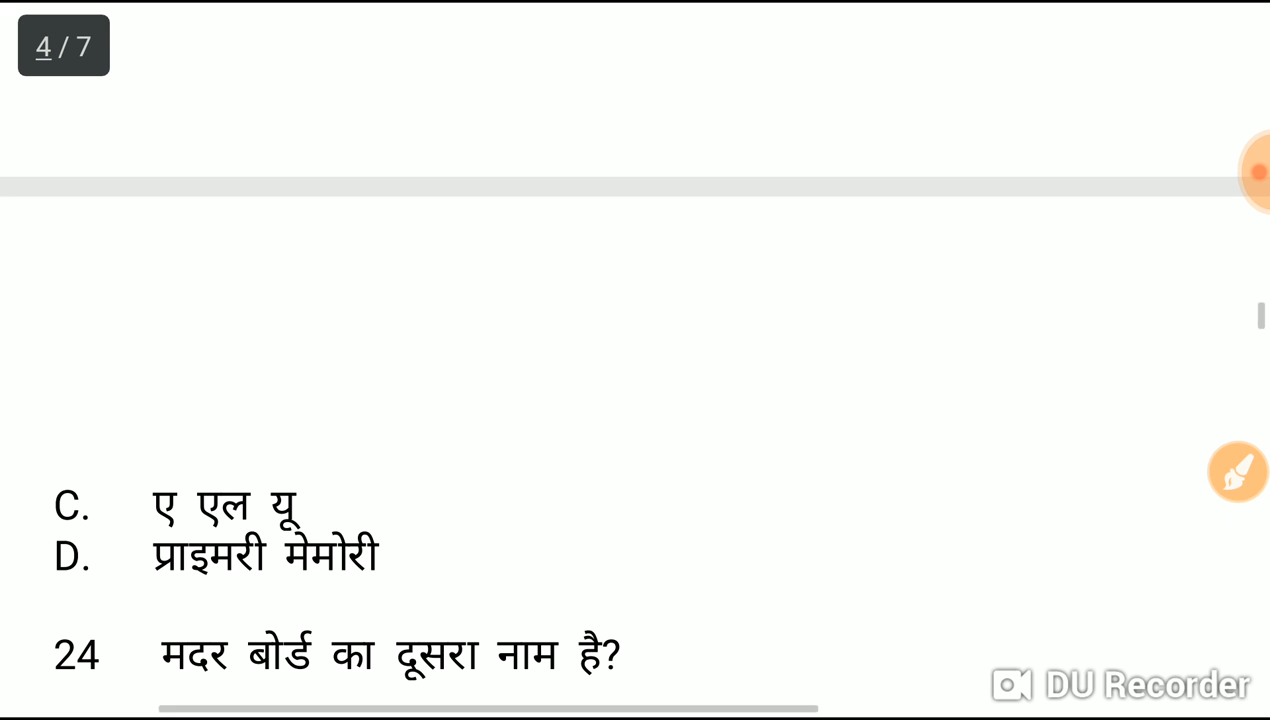 4 / 7
C. ए एल यू
D. प्राइमरी मेमोरी
24 मदर बोर्ड का दूसरा नाम है?
DU Recorder